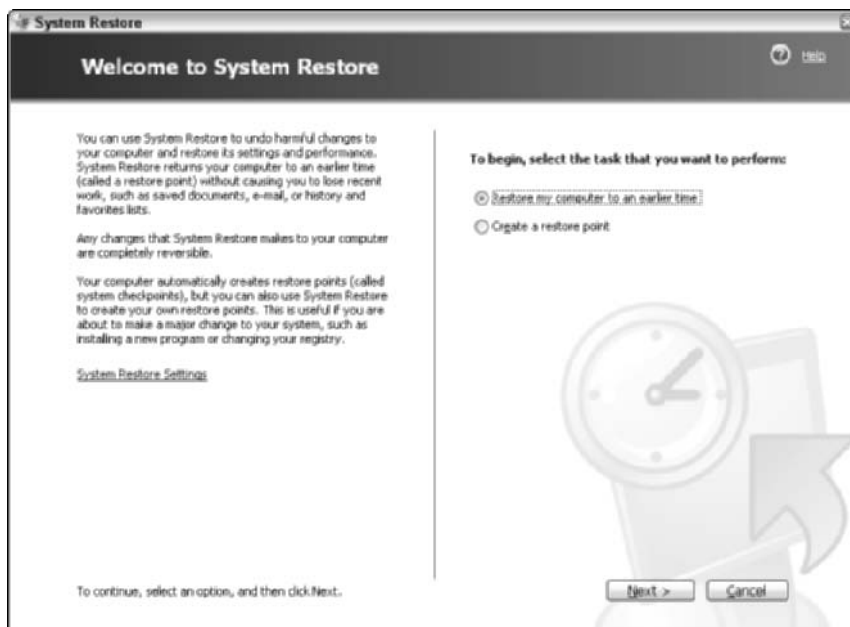 System Restore
Welcome to System Restore
Help
You can use System Restore to undo harmful changes to
your computer and restore its settings and performance.
System Restore returns your computer to an earlier time
(called a restore point) without causing you to lose recent
work, such as saved documents, e-mail, or history and
favorites lists.
Any changes that System Restore makes to your computer
are completely reversible.
Your computer automatically creates restore points (called
system checkpoints), but you can also use System Restore
to create your own restore points. This is useful if you are
about to make a major change to your system, such as
installing a new program or changing your registry.
System Restore Settings
To begin, select the task that you want to perform:
Restore my computer to an earlier time
Create a restore point
To continue, select an option, and then click Next.
Next >
Cancel